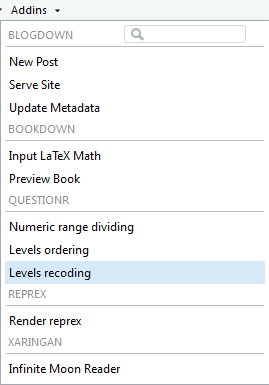 Addins
BLOGDOWN
New Post
Serve Site
Update Metadata
BOOKDOWN
Input LaTeX Math
Preview Book
QUESTIONR
Numeric range dividing
Levels ordering
Levels recoding
REPREX
Render reprex
XARINGAN
Infinite Moon Reader